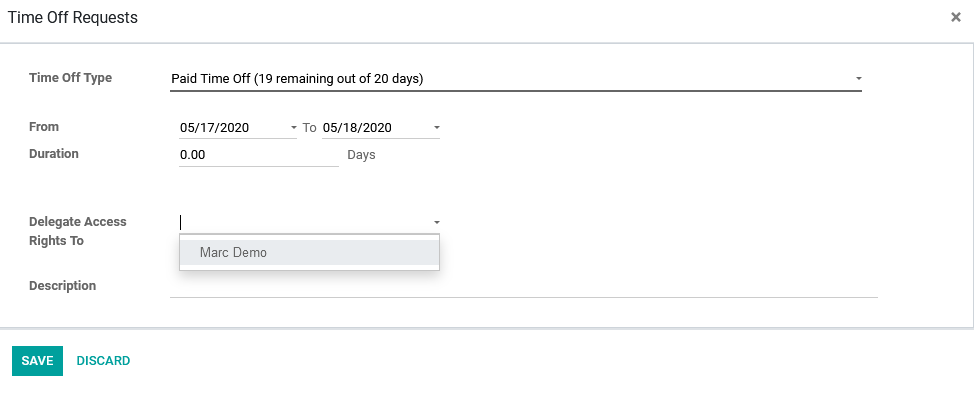 Time Off Requests ×
Time Off Type Paid Time Off (19 remaining out of 20 days)
From 05/17/2020 To 05/18/2020
Duration 0.00 Days
Delegate Access
Rights To
Marc Demo
Description
SAVE DISCARD